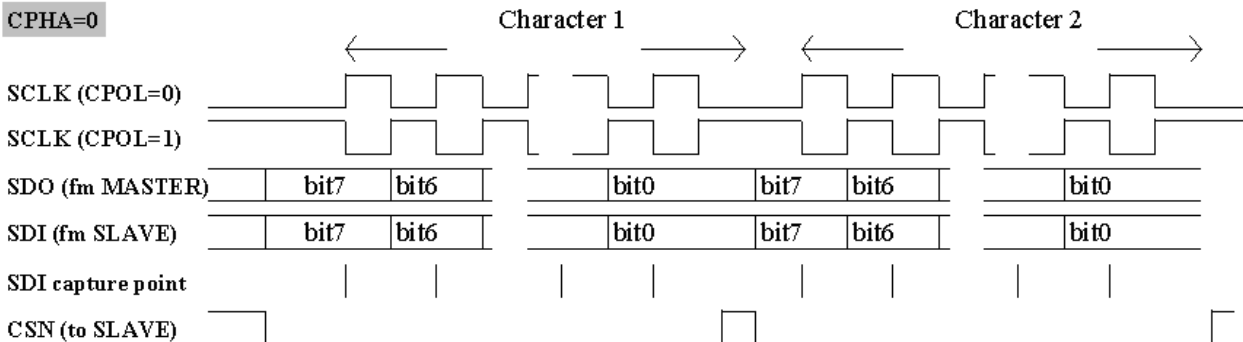 CPHA=0 Character 1 Character 2
SCLK (CPOL=0)
SCLK (CPOL=1)
SDO (fm MASTER) bit7 bit6 bit0 bit7 bit6 bit0
SDI (fm SLAVE) bit7 bit6 bit0 bit7 bit6 bit0
SDI capture point
CSN (to SLAVE)